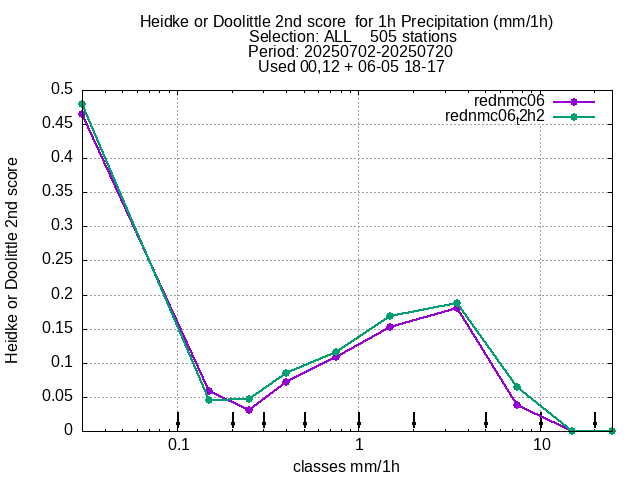 Heidke or Doolittle 2nd score  for 1h Precipitation (mm/1h)
Selection: ALL    505 stations
Period: 20250702-20250720
Used 00,12 + 06-05 18-17
rednmc06
rednmc06,2h2
Heidke or Doolittle 2nd score
0.5
0.45
0.4
0.35
0.3
0.25
0.2
0.15
0.1
0.05
0
0.1 1 10
classes mm/1h